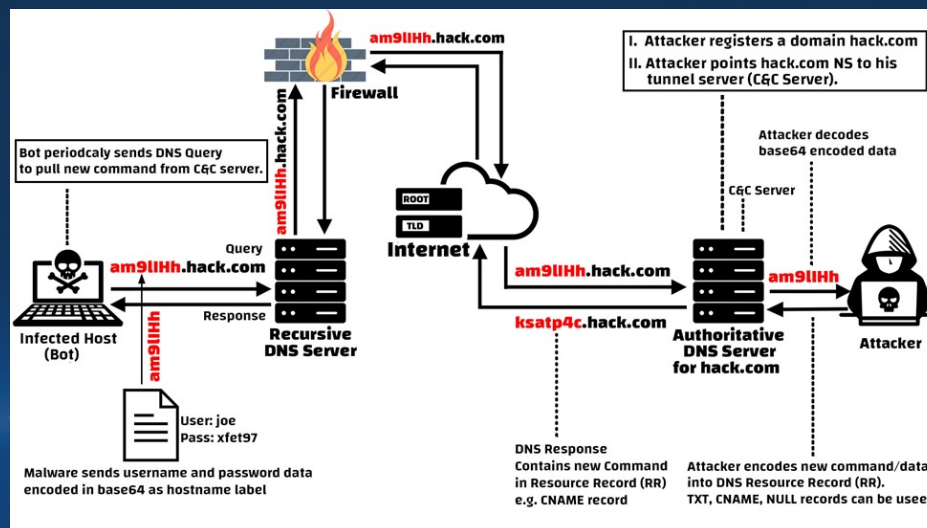 am9lIHh.hack.com
Firewall
am9lIHh.hack.com
I. Attacker registers a domain hack.com
II. Attacker points hack.com NS to his
tunnel server (C&C Server).
Bot periodcaly sends DNS Query
to pull new command from C&C server.
Attacker decodes
base64 encoded data
C&C Server
ROOT
TLD
Internet
Query
am9lIHh.hack.com
Response
Recursive
DNS Server
Infected Host
(Bot)
am9lIHh
am9lIHh.hack.com
ksatp4c.hack.com
am9lIHh
Authoritative
DNS Server
for hack.com
Attacker
User: joe
Pass: xfet97
Malware sends username and password data
encoded in base64 as hostname label
DNS Response
Contains new Command
in Resource Record (RR)
e.g. CNAME record
Attacker encodes new command/data
into DNS Resource Record (RR).
TXT, CNAME, NULL records can be usee